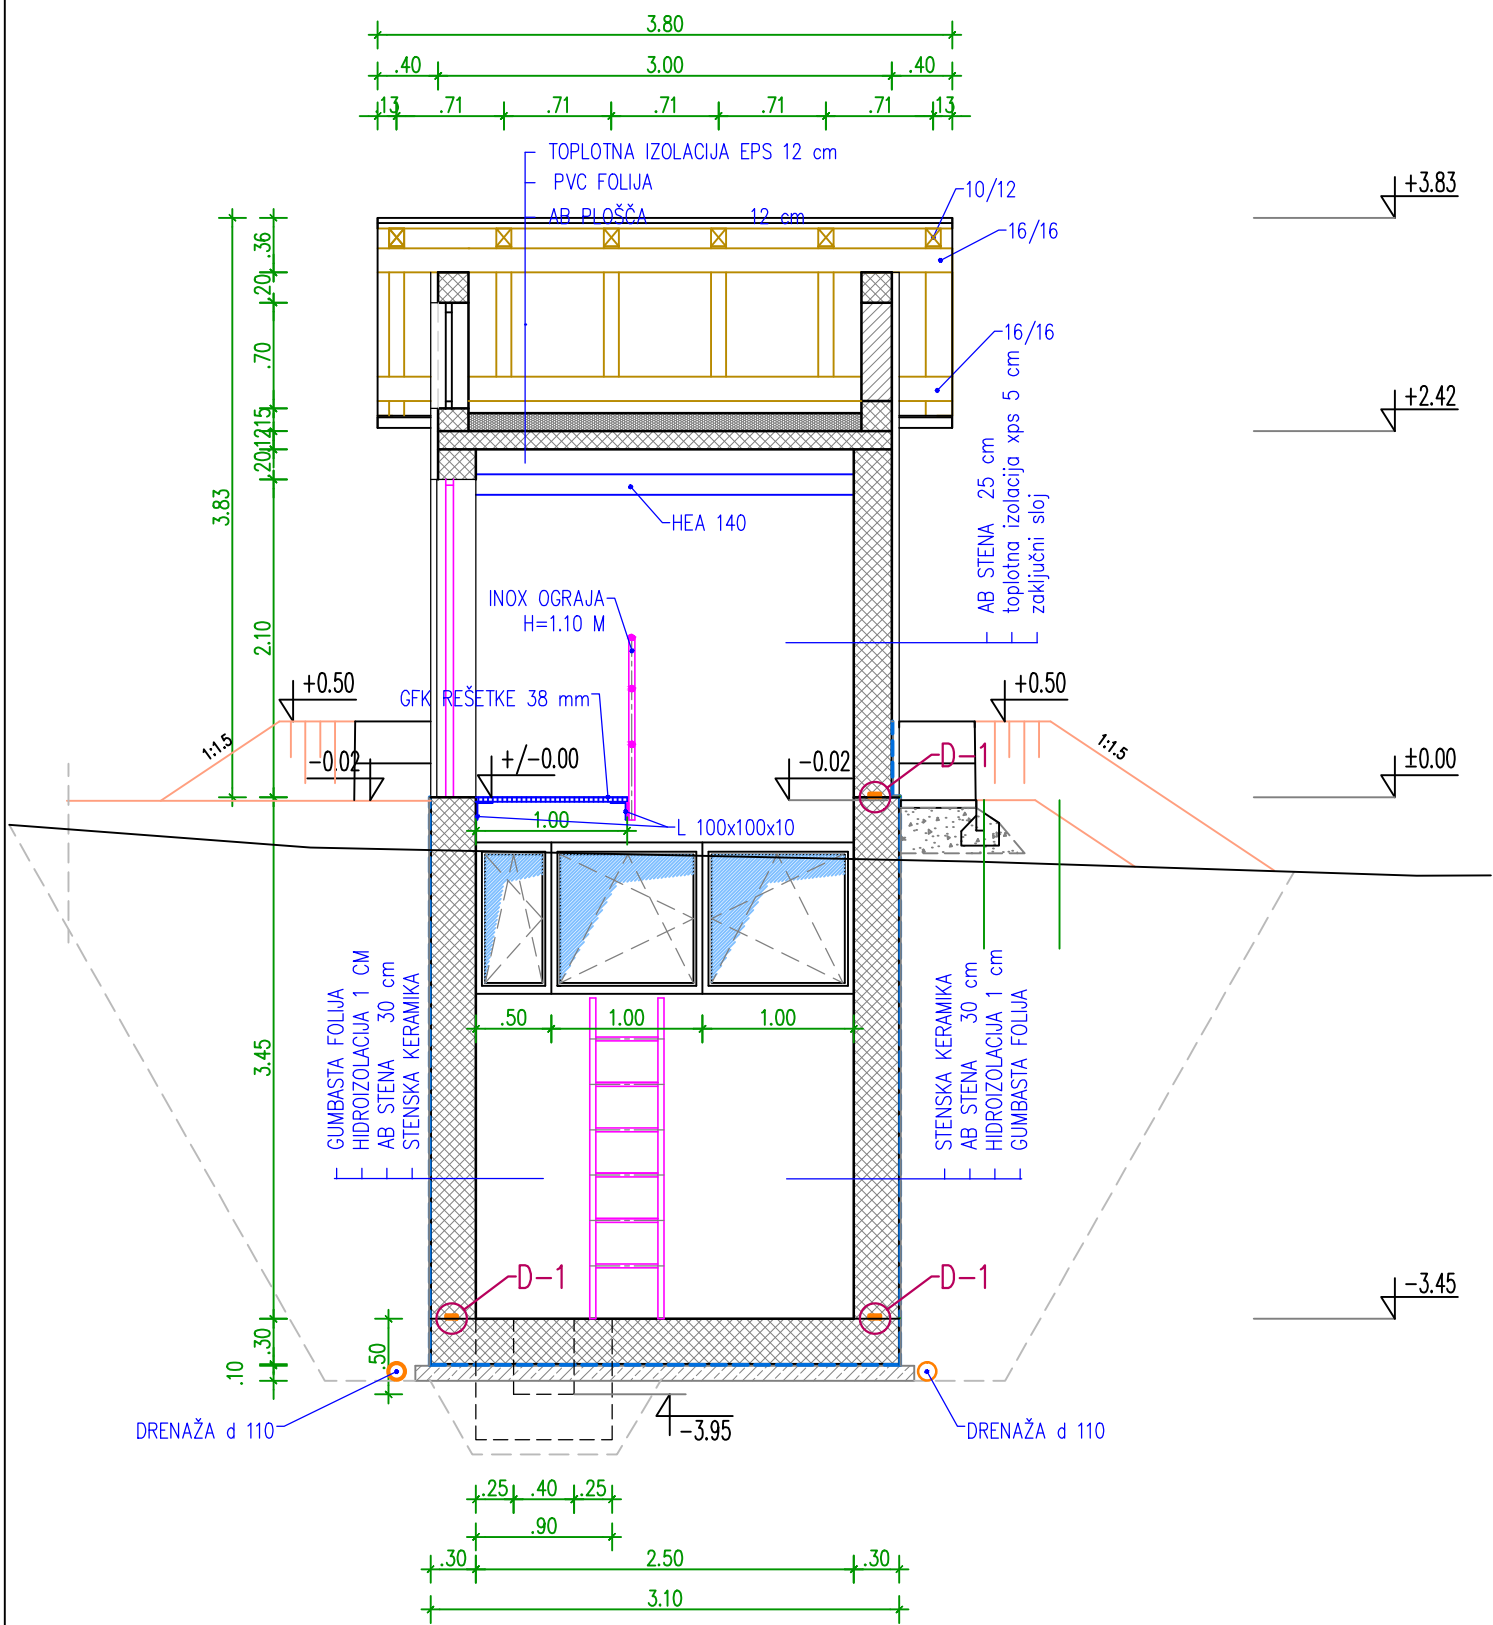 3.80
.40
3.00
.40
.13
.71
.71
.71
.71
.71
.13
TOPLOTNA IZOLACIJA EPS 12 cm
PVC FOLIJA
AB PLOŠČA 12 cm
10/12
16/16
16/16
+3.83
+2.42
.36
.20
.70
.15
.12
.20
3.83
2.10
HEA 140
AB STENA 25 cm
toplotna izolacija xps 5 cm
zaključni sloj
INOX OGRAJA
H=1.10 M
GFK REŠETKE 38 mm
+0.50
+0.50
1:1.5
1:1.5
-0.02
+/-0.00
-0.02
D-1
±0.00
1.00
L 100x100x10
.50
1.00
1.00
3.45
GUMBASTA FOLIJA
HIDROIZOLACIJA 1 CM
AB STENA 30 cm
STENSKA KERAMIKA
STENSKA KERAMIKA
AB STENA 30 cm
HIDROIZOLACIJA 1 cm
GUMBASTA FOLIJA
D-1
D-1
-3.45
.30
.10
.50
DRENAŽA d 110
-3.95
DRENAŽA d 110
.25
.40
.25
.90
.30
2.50
.30
3.10